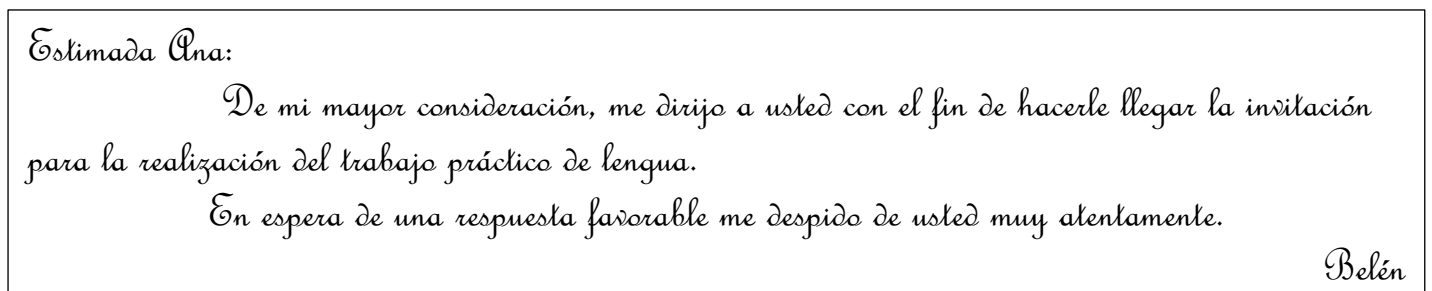 Estimada Ana:
De mi mayor consideración, me dirijo a usted con el fin de hacerle llegar la invitación
para la realización del trabajo práctico de lengua.
En espera de una respuesta favorable me despido de usted muy atentamente.
Belén